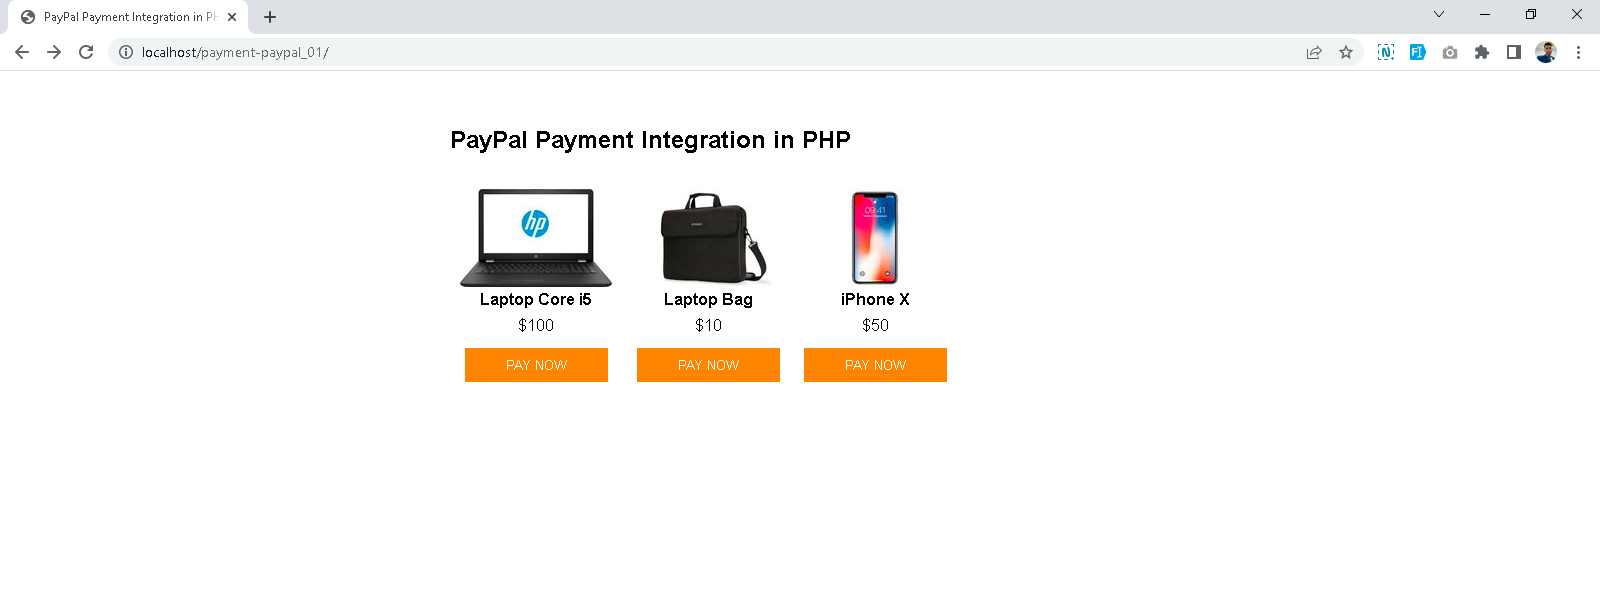 PayPal Payment Integration in PH
localhost/payment-paypal_01/
PayPal Payment Integration in PHP
hp
09:41
Laptop Core i5
Laptop Bag
iPhone X
$100
$10
$50
PAY NOW
PAY NOW
PAY NOW